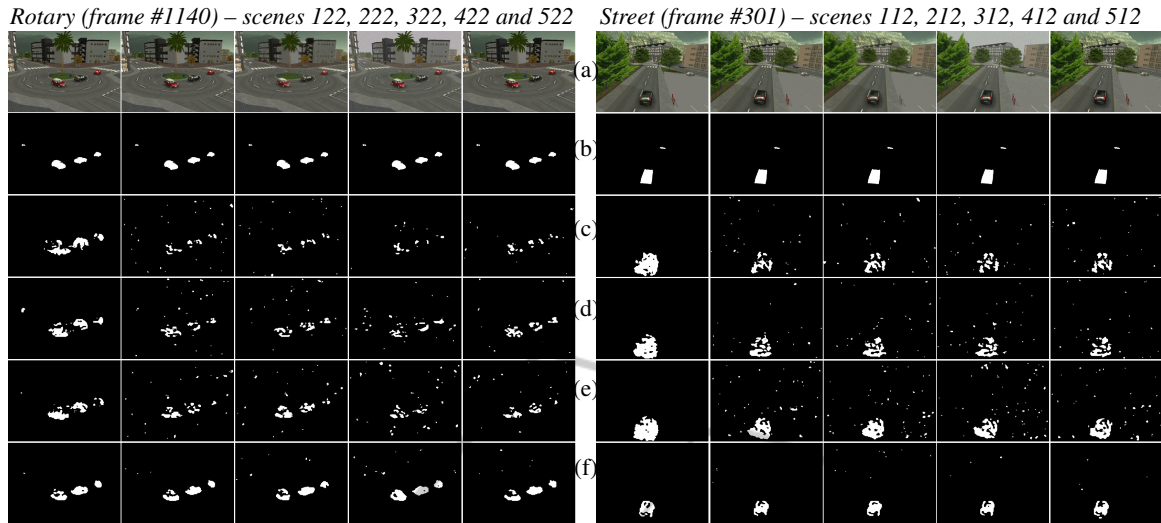 Rotary (frame #1140) – scenes 122, 222, 322, 422 and 522
Street (frame #301) – scenes 112, 212, 312, 412 and 512
(a)
(b)
(c)
(d)
(e)
(f)